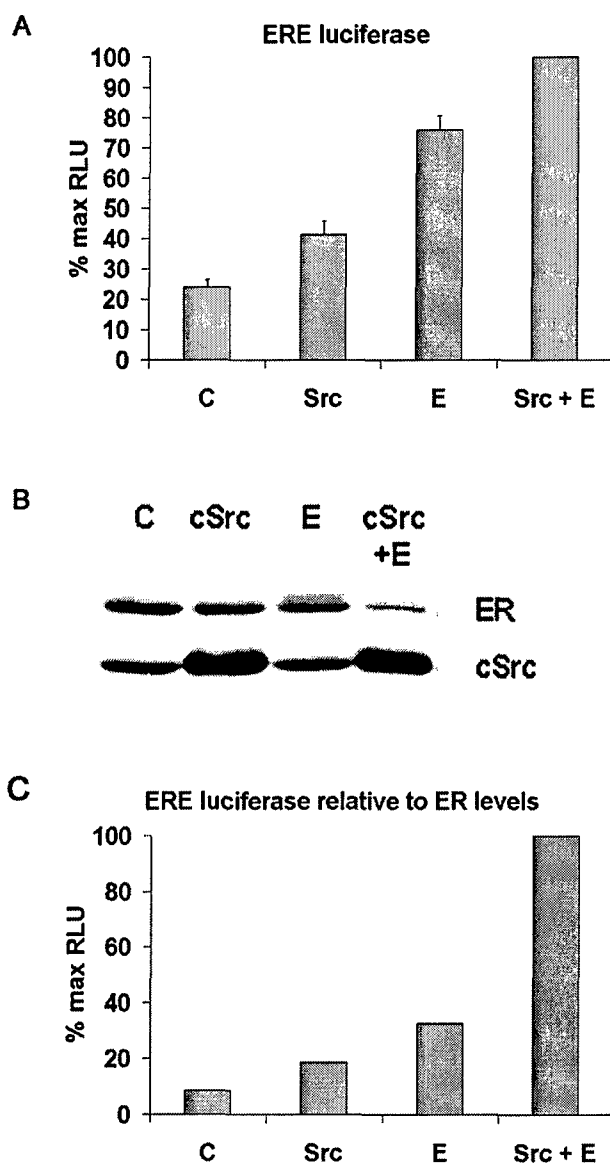 A
ERE luciferase
100
90
80
70
60
50
40
30
20
10
0
% max RLU
C Src E Src + E
B
C cSrc E cSrc
+E
ER
cSrc
C
ERE luciferase relative to ER levels
100
80
60
40
20
0
% max RLU
C Src E Src + E